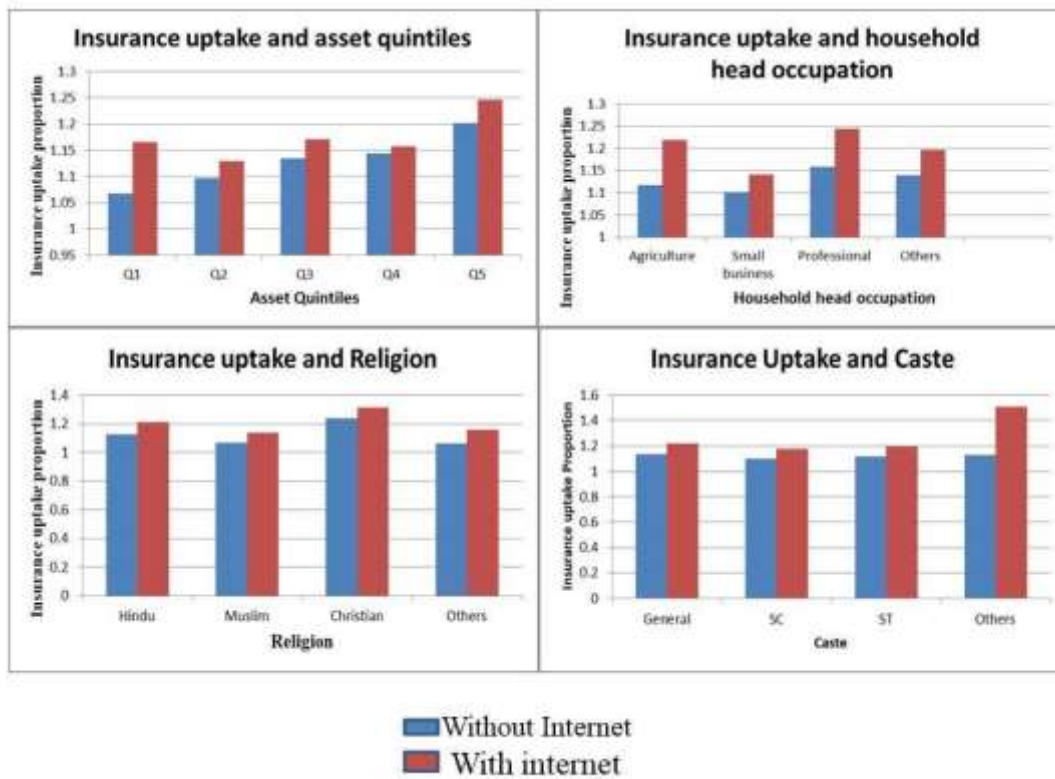 Insurance uptake and asset quintiles
Insurance uptake proportion
1.3
1.25
1.2
1.15
1.1
1.05
1
0.95
Q1 Q2 Q3 Q4 Q5
Asset Quintiles
Insurance uptake and household
head occupation
Insurance uptake proportion
1.3
1.25
1.2
1.15
1.1
1.05
1
Agriculture Small Professional Others
business
Household head occupation
Insurance uptake and Religion
Insurance uptake proportion
1.4
1.2
1
0.8
0.6
0.4
0.2
0
Hindu Muslim Christian Others
Religion
Insurance Uptake and Caste
Insurance uptake Proportion
1.6
1.4
1.2
1
0.8
0.6
0.4
0.2
0
General SC ST Others
Caste
Without Internet
With internet